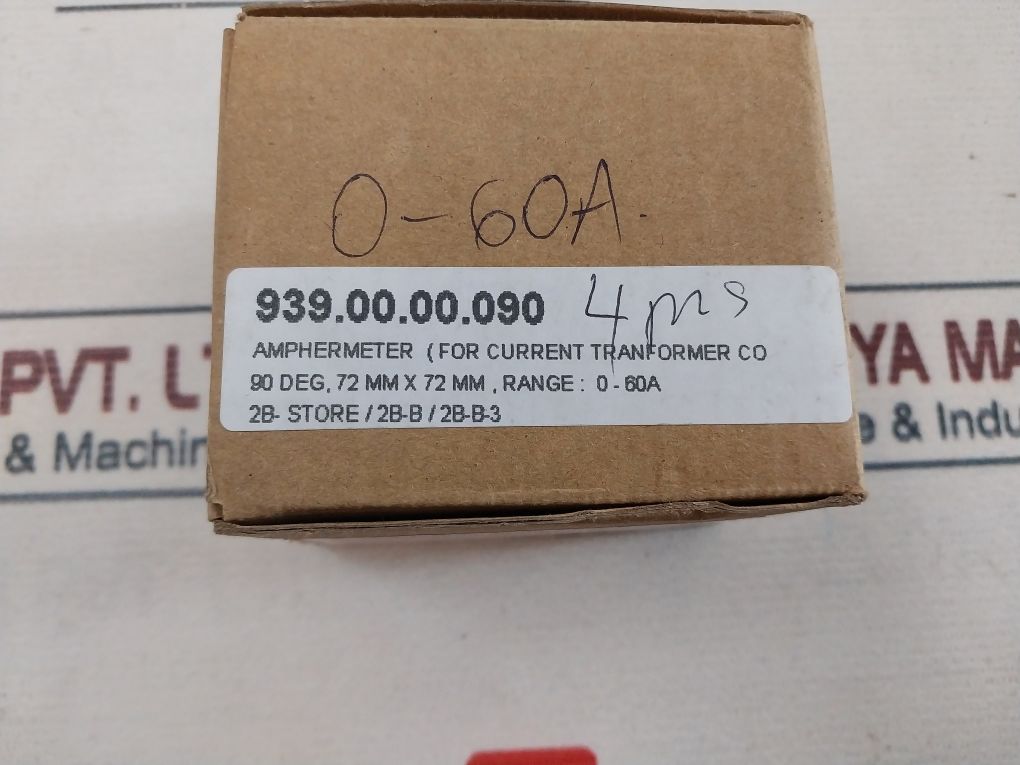 0-60A.
939.00.00.090 4 pms
AMPHERMETER (FOR CURRENT TRANFORMER CO
90 DEG, 72 MM X 72 MM , RANGE : 0 - 60A
2B- STORE / 2B-B / 2B-B-3
PVT. L
YA MA
& Machin
& Indu